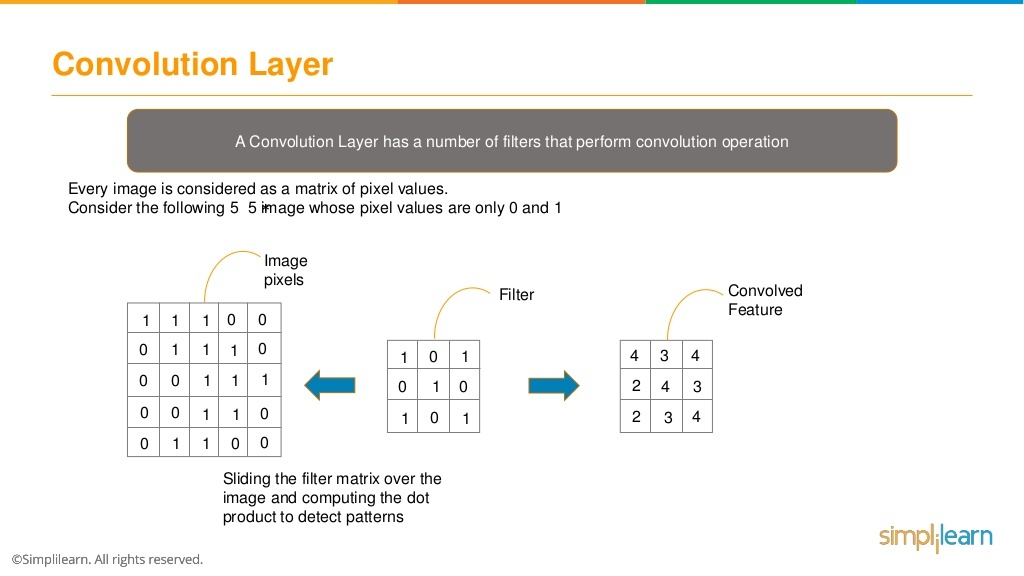 Convolution Layer
A Convolution Layer has a number of filters that perform convolution operation
Every image is considered as a matrix of pixel values.
Consider the following 5 5 image whose pixel values are only 0 and 1
Image
pixels
1 1 1 0 0
0 1 1 1 0
0 0 1 1 1
0 0 1 1 0
0 1 1 0 0
Filter
1 0 1
0 1 0
1 0 1
Convolved
Feature
4 3 4
2 4 3
2 3 4
Sliding the filter matrix over the
image and computing the dot
product to detect patterns
simplilearn
©Simplilearn. All rights reserved.